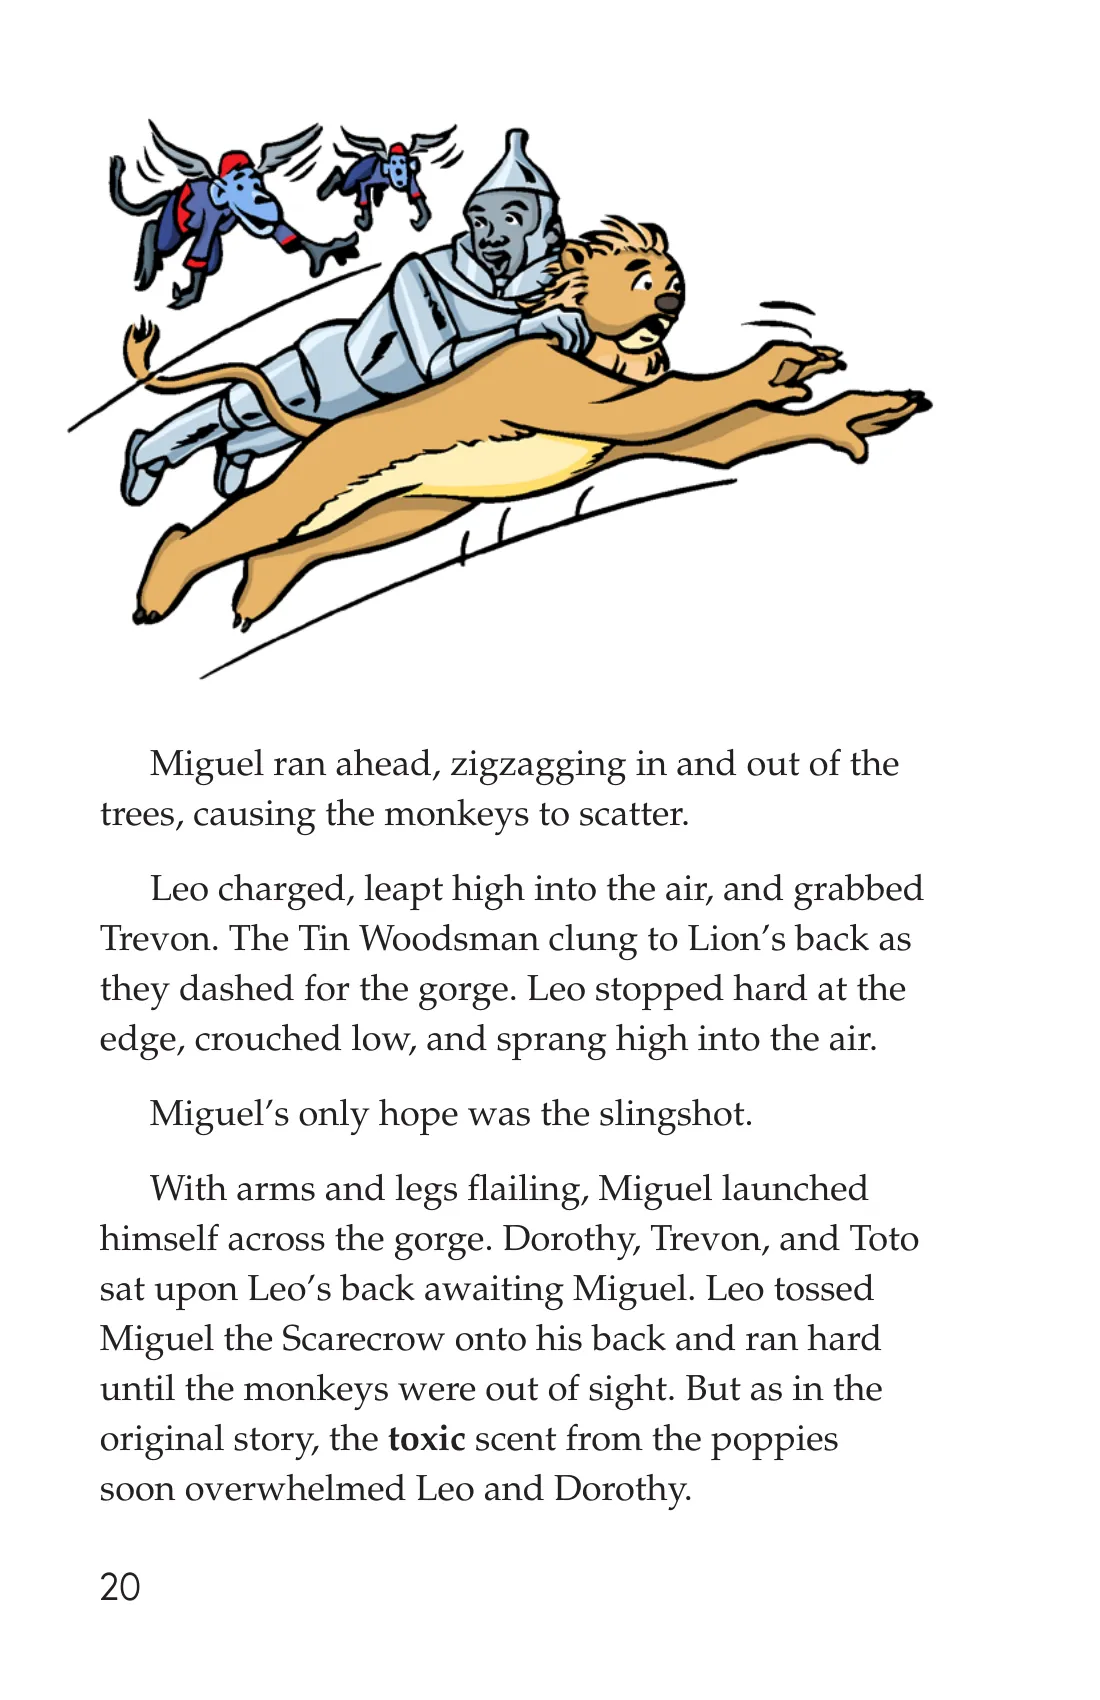 Miguel ran ahead, zigzagging in and out of the
trees, causing the monkeys to scatter.
Leo charged, leapt high into the air, and grabbed
Trevon. The Tin Woodsman clung to Lion’s back as
they dashed for the gorge. Leo stopped hard at the
edge, crouched low, and sprang high into the air.
Miguel’s only hope was the slingshot.
With arms and legs flailing, Miguel launched
himself across the gorge. Dorothy, Trevon, and Toto
sat upon Leo’s back awaiting Miguel. Leo tossed
Miguel the Scarecrow onto his back and ran hard
until the monkeys were out of sight. But as in the
original story, the toxic scent from the poppies
soon overwhelmed Leo and Dorothy.
20